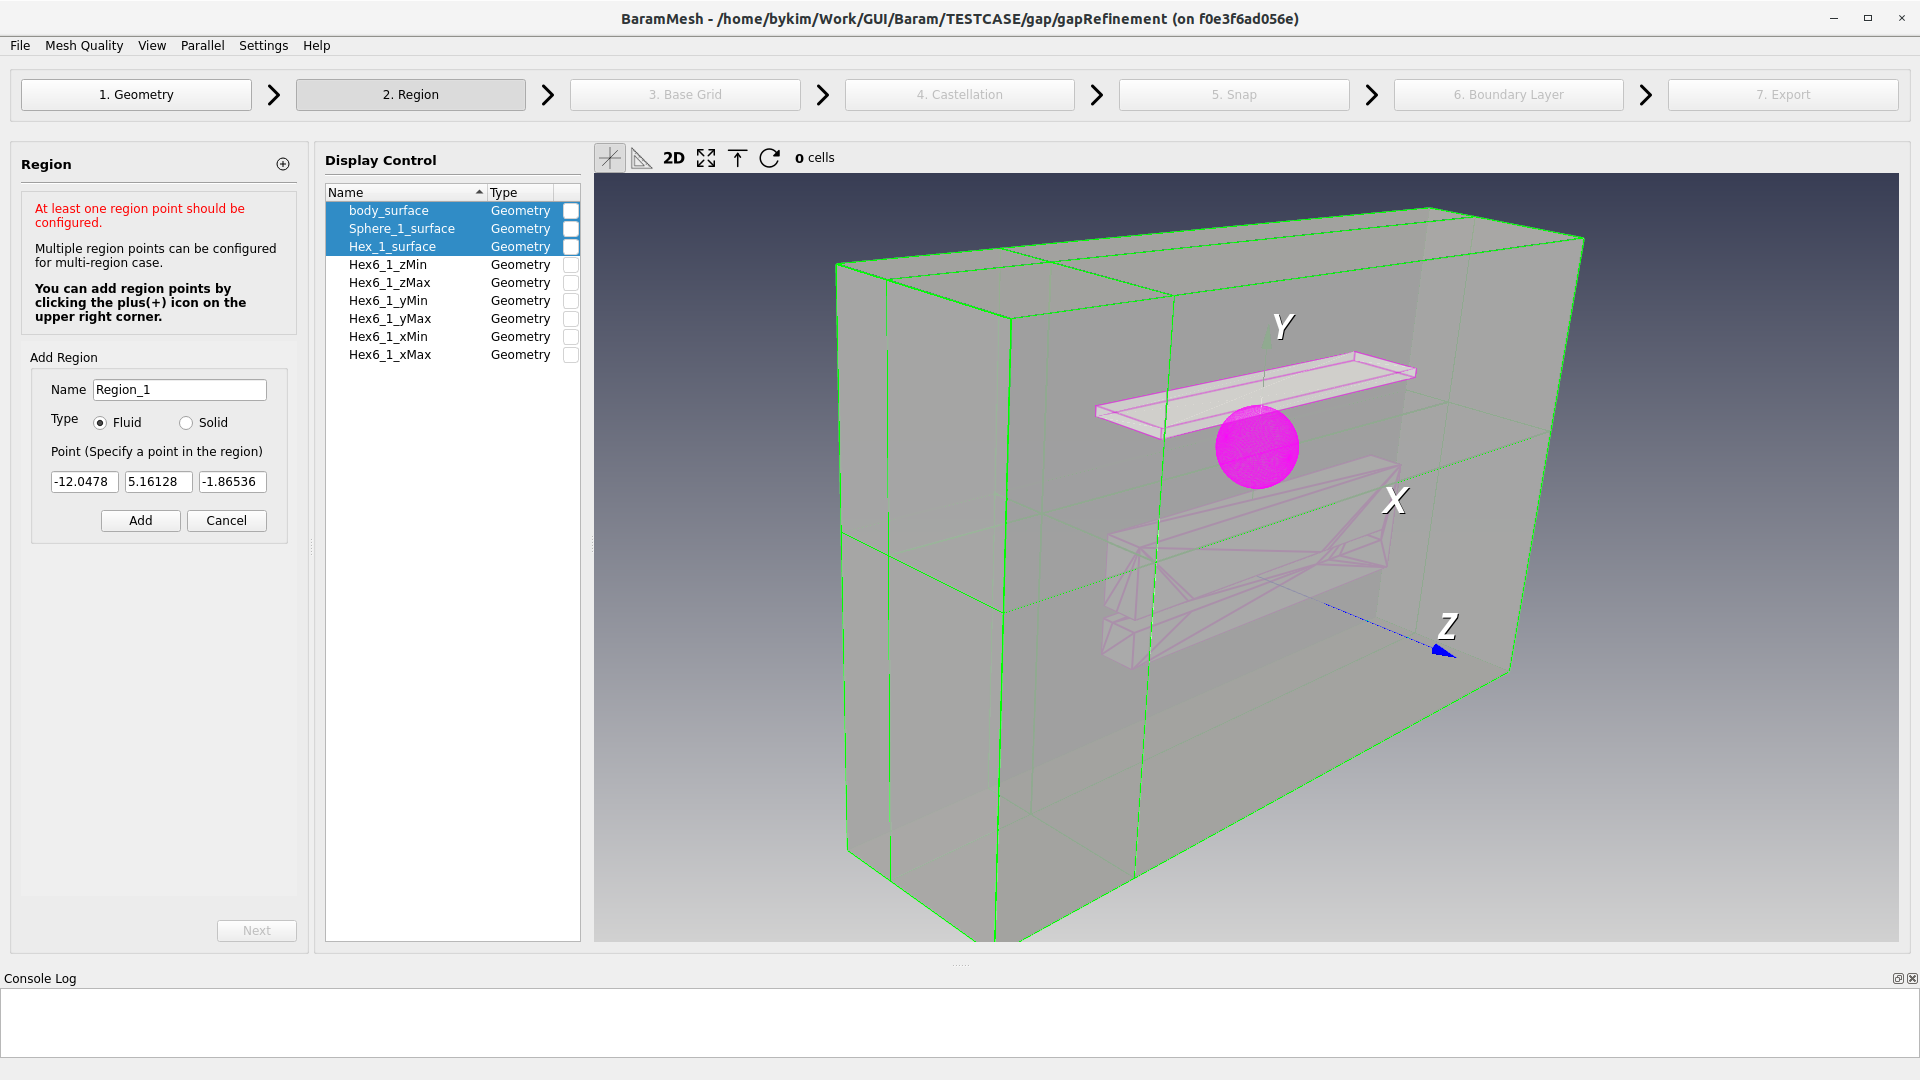 BaramMesh - /home/bykim/Work/GUI/Baram/TESTCASE/gap/gapRefinement (on f0e3f6ad056e)
File Mesh Quality View Parallel Settings Help
1. Geometry 2. Region 3. Base Grid 4. Castellation 5. Snap 6. Boundary Layer 7. Export
Region
At least one region point should be
configured.
Multiple region points can be configured
for multi-region case.
You can add region points by
clicking the plus(+) icon on the
upper right corner.
Add Region
Name Region_1
Type Fluid Solid
Point (Specify a point in the region)
-12.0478 5.16128 -1.86536
Add Cancel
Next
Display Control
Name Type
body_surface Geometry
Sphere_1_surface Geometry
Hex_1_surface Geometry
Hex6_1_zMin Geometry
Hex6_1_zMax Geometry
Hex6_1_yMin Geometry
Hex6_1_yMax Geometry
Hex6_1_xMin Geometry
Hex6_1_xMax Geometry
2D 0 cells
Y
X
Z
Console Log